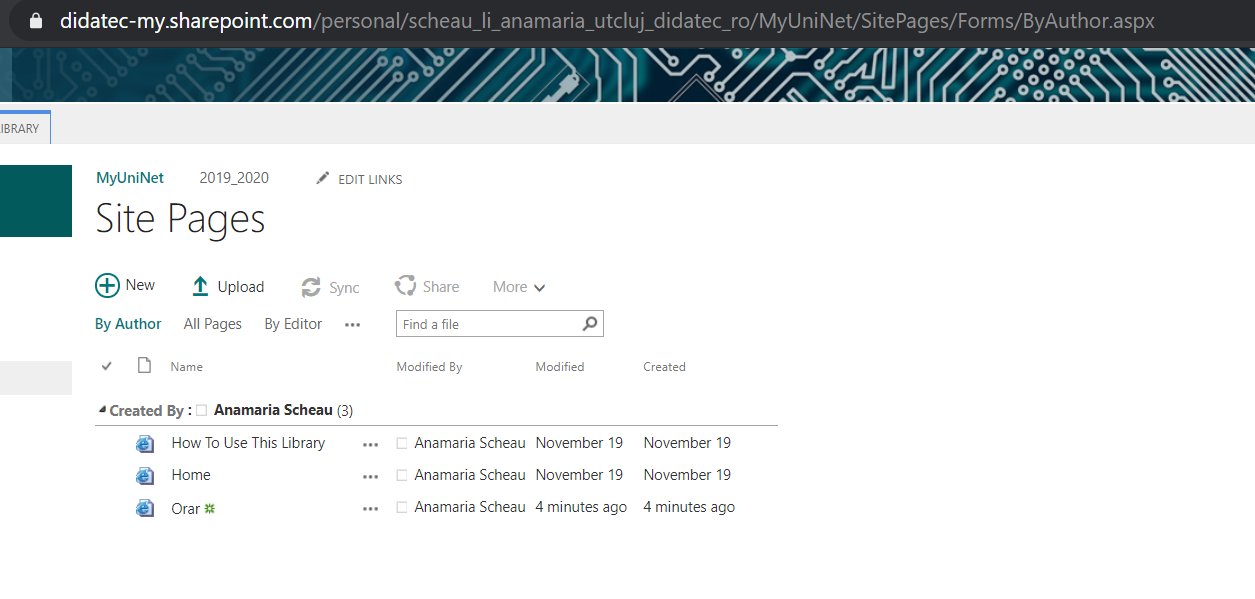 didatec-my.sharepoint.com/personal/scheau_li_anamaria_utcluj_didatec_ro/MyUniNet/SitePages/Forms/ByAuthor.aspx
IBRARY
MyUniNet 2019_2020 EDIT LINKS
Site Pages
New Upload Sync Share More
By Author All Pages By Editor ••• Find a file
Name Modified By Modified Created
Created By : Anamaria Scheau (3)
How To Use This Library ••• Anamaria Scheau November 19 November 19
Home ••• Anamaria Scheau November 19 November 19
Orar ••• Anamaria Scheau 4 minutes ago 4 minutes ago